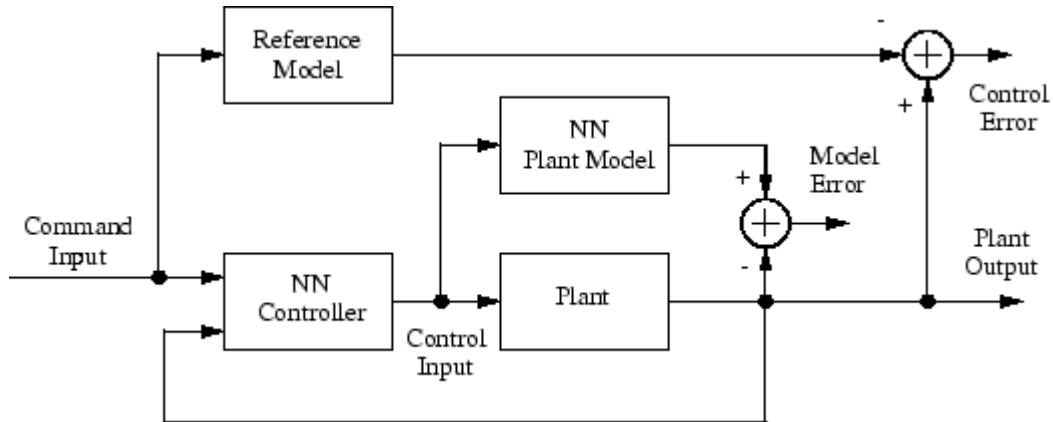 Reference
Model
-
+
Control
Error
NN
Plant Model
+
Model
Error
-
Command
Input
NN
Controller
Control
Input
Plant
Plant
Output